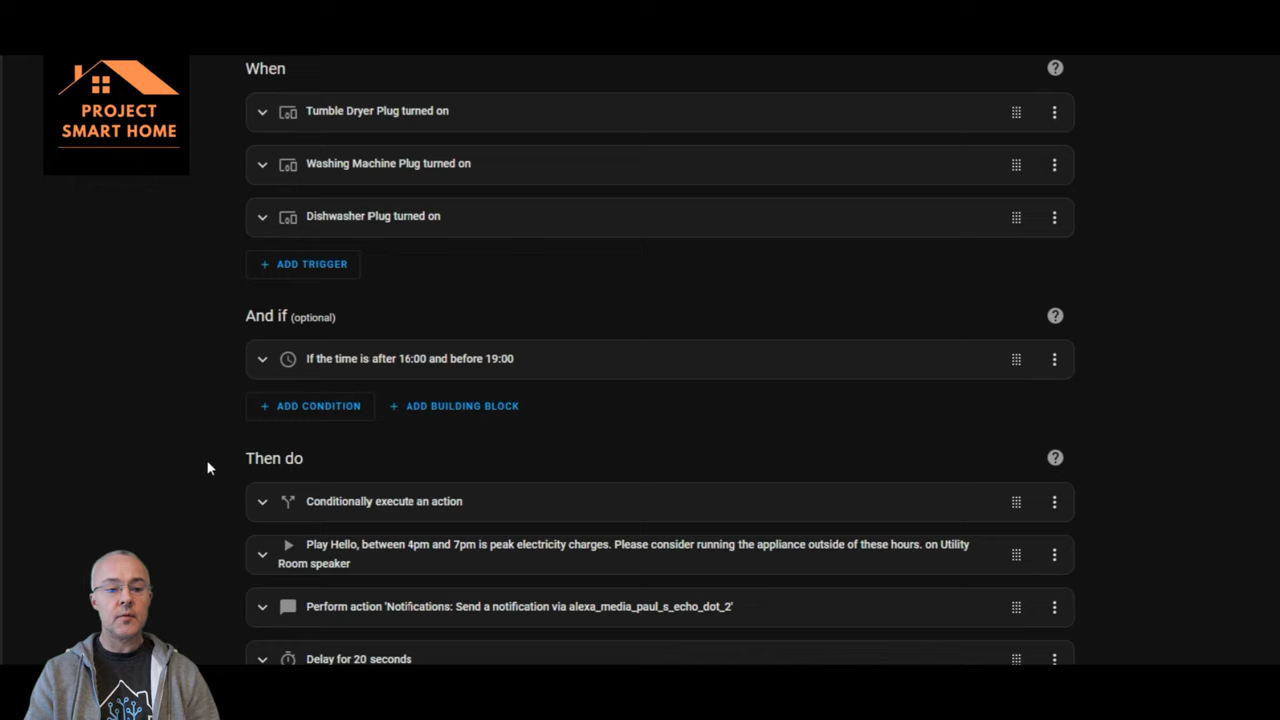 PROJECT
SMART HOME
When
Tumble Dryer Plug turned on
Washing Machine Plug turned on
Dishwasher Plug turned on
+ ADD TRIGGER
And if (optional)
If the time is after 16:00 and before 19:00
+ ADD CONDITION
+ ADD BUILDING BLOCK
Then do
Conditionally execute an action
Play Hello, between 4pm and 7pm is peak electricity charges. Please consider running the appliance outside of these hours. on Utility
Room speaker
Perform action 'Notifications: Send a notification via alexa_media_paul_s_echo_dot_2'
Delay for 20 seconds